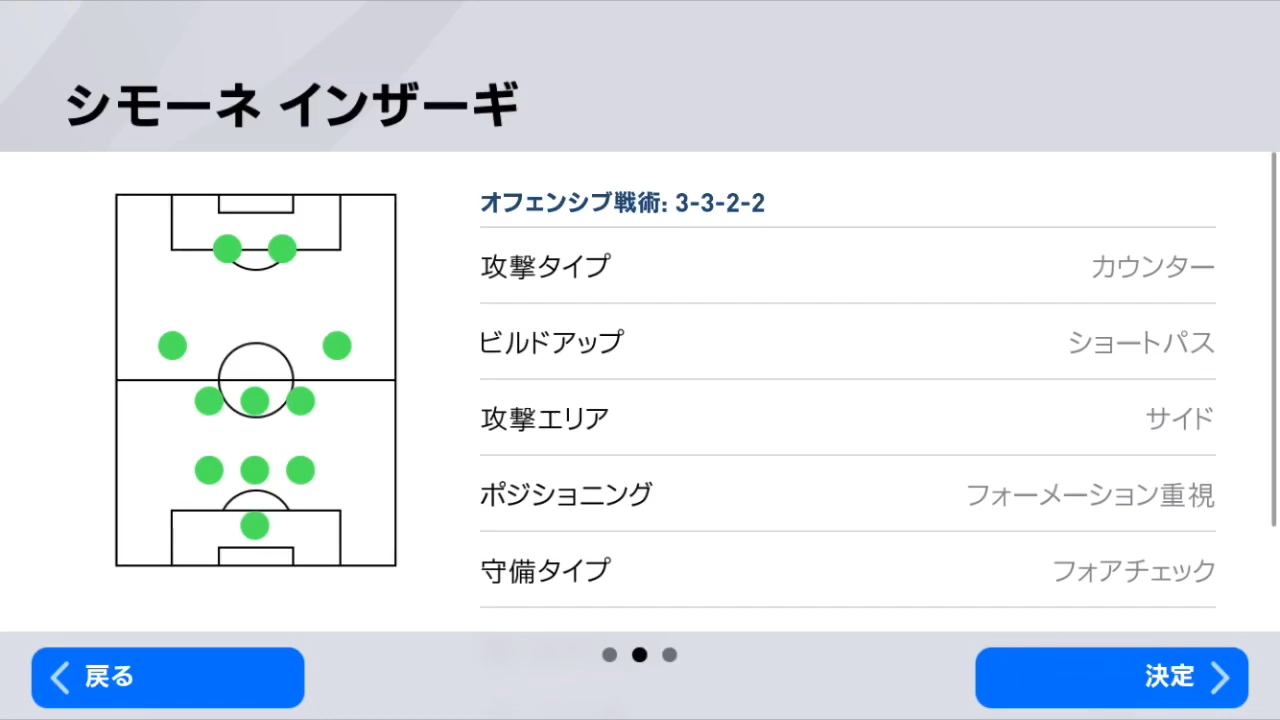 シモーネ インザーギ
オフェンシブ戦術: 3-3-2-2
攻撃タイプ カウンター
ビルドアップ ショートパス
攻撃エリア サイド
ポジショニング フォーメーション重視
守備タイプ フォアチェック
戻る
決定